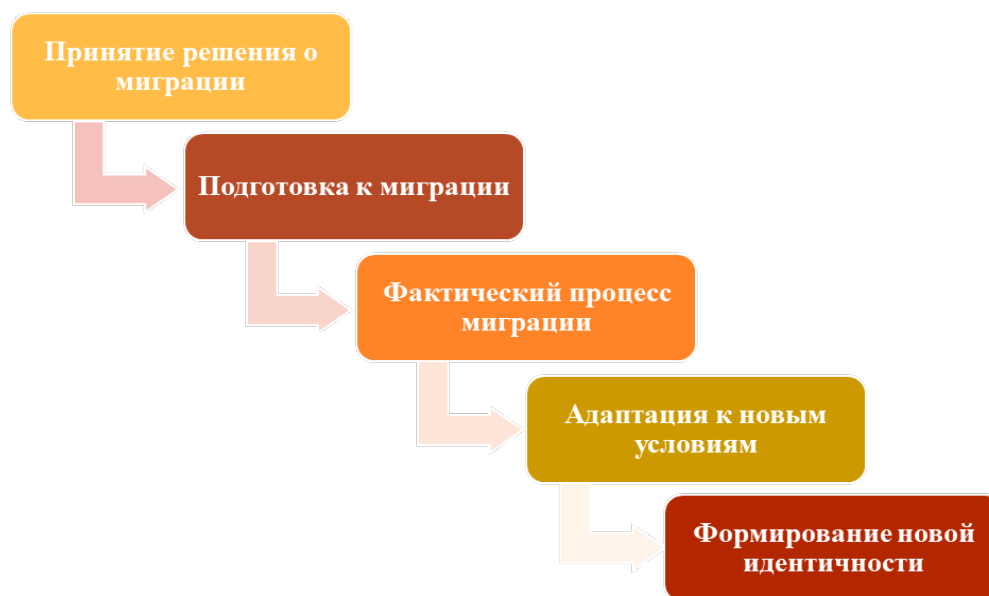 Принятие решения о
миграции
Подготовка к миграции
Фактический процесс
миграции
Адаптация к новым
условиям
Формирование новой
идентичности